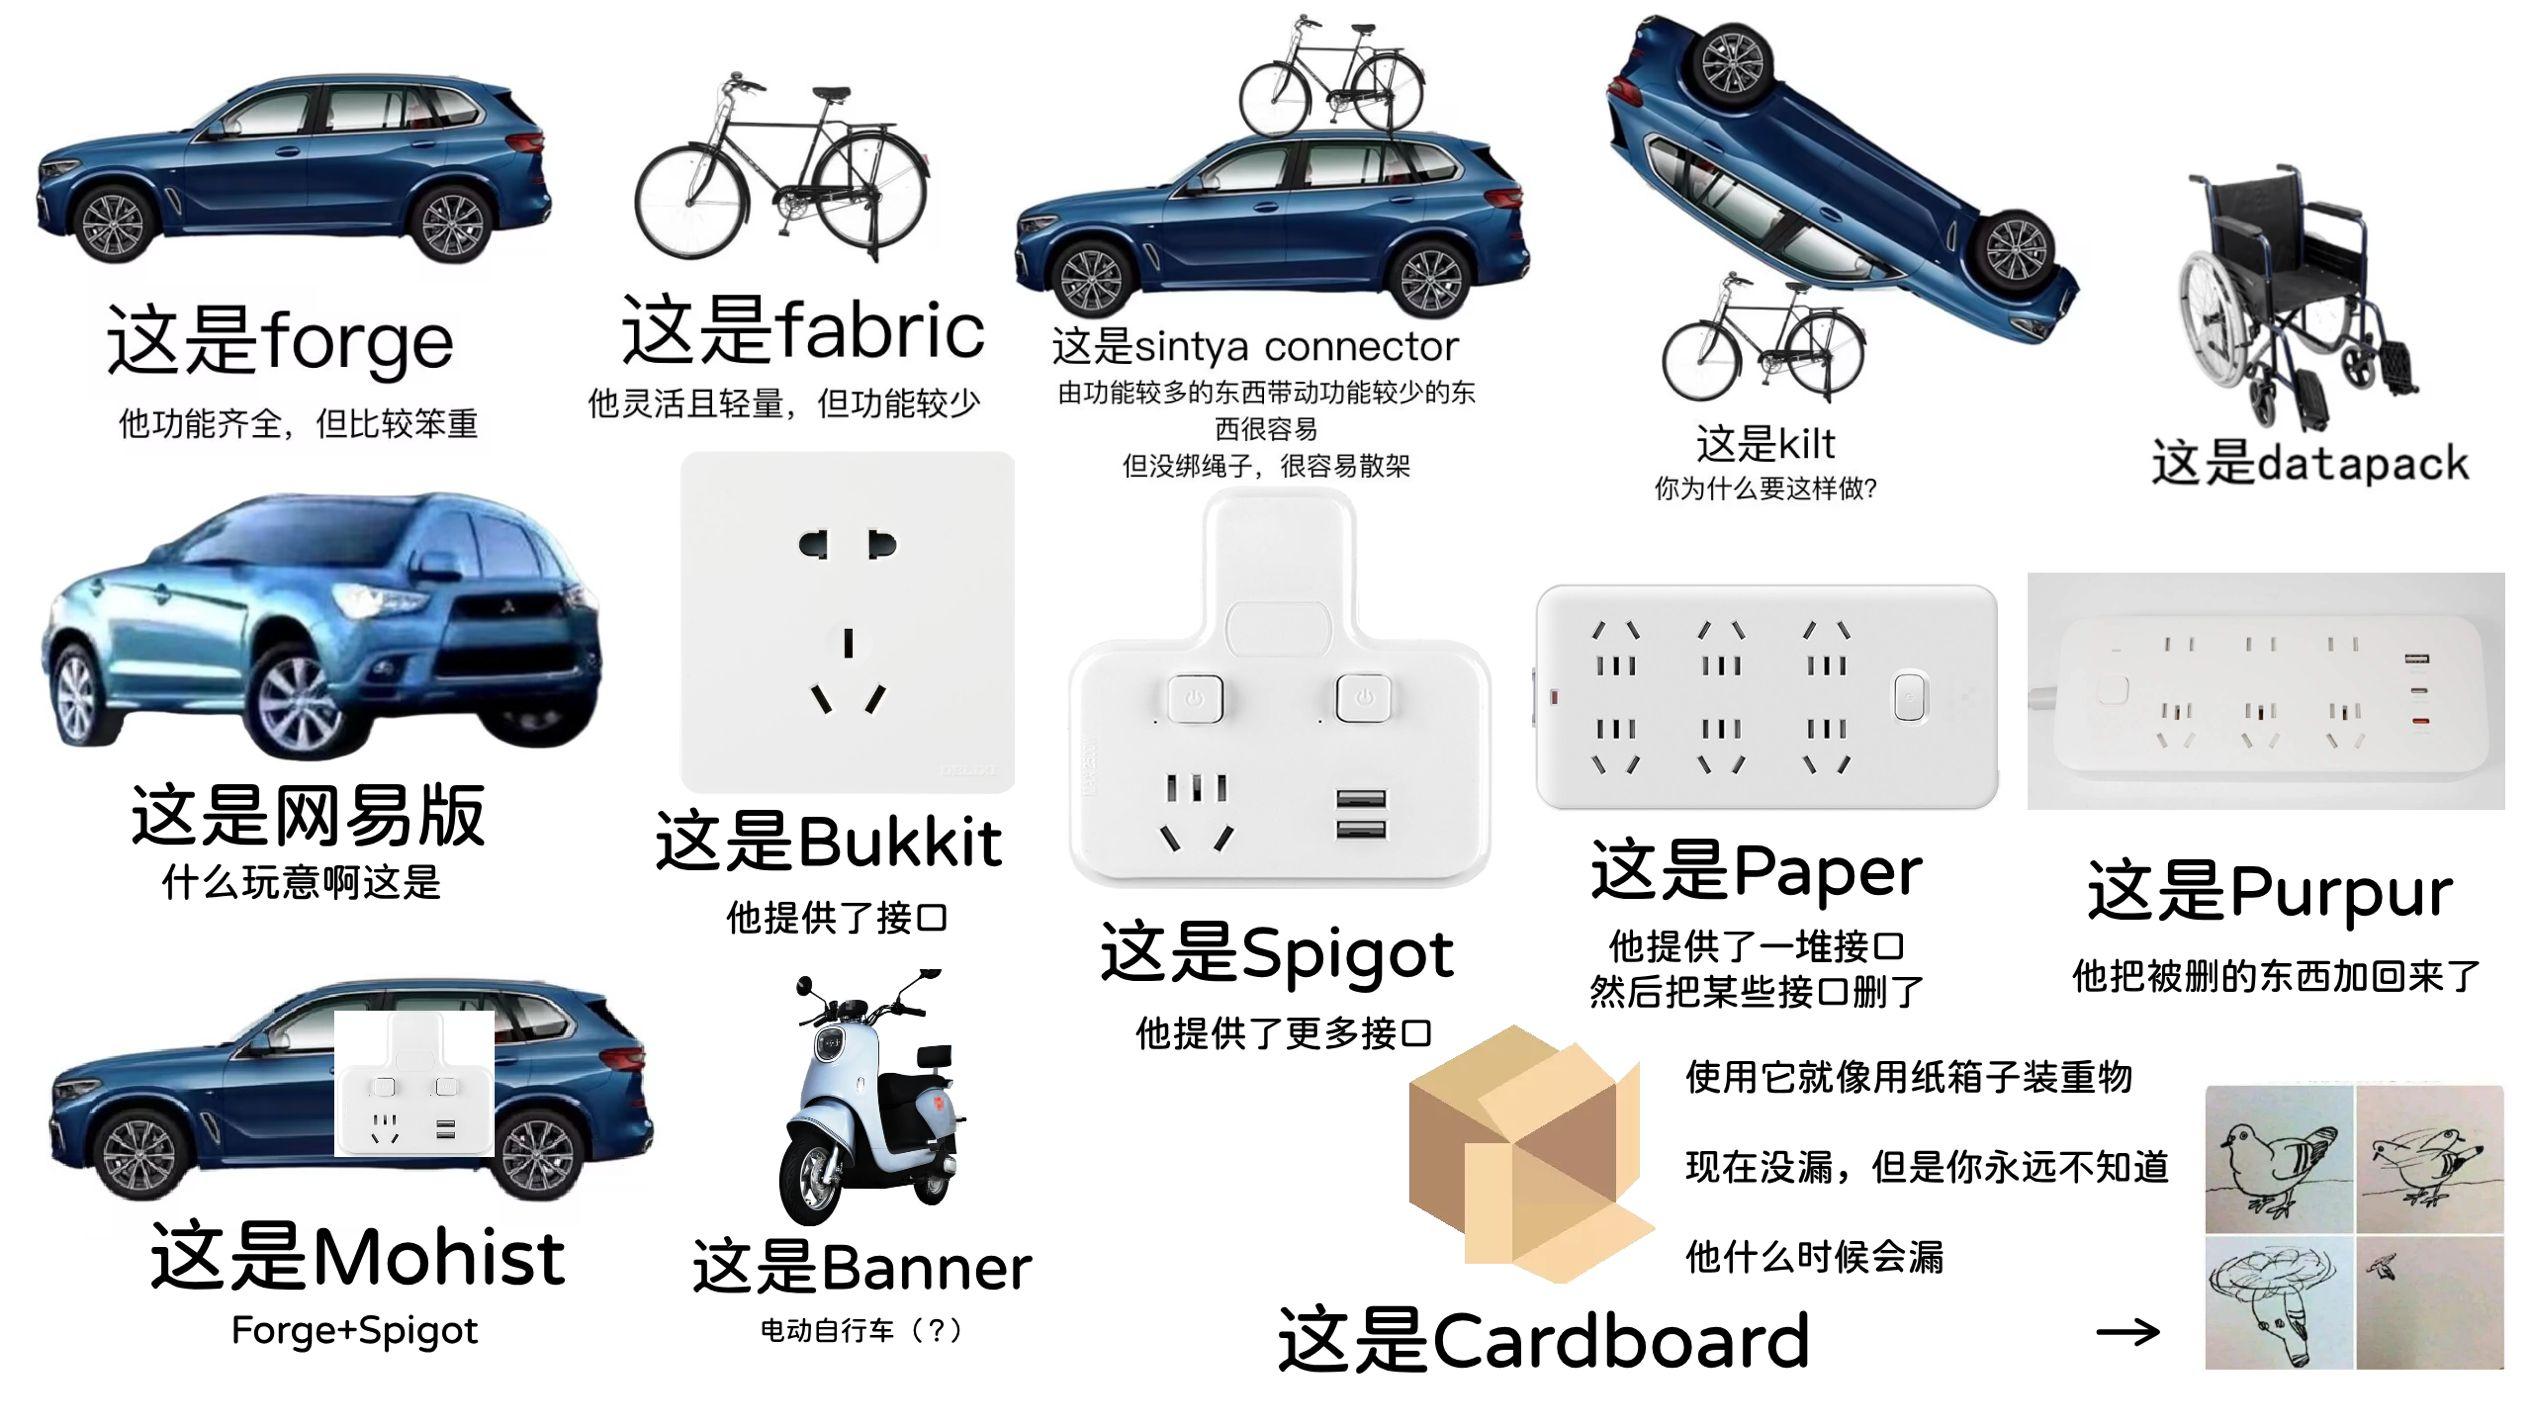 这是forge
他功能齐全，但比较笨重
这是fabric
他灵活且轻量，但功能较少
这是sintya connector
由功能较多的东西带动功能较少的东
西很容易
但没绑绳子，很容易散架
这是kilt
你为什么要这样做?
这是datapack
这是网易版
什么玩意啊这是
DELIXI
这是Bukkit
他提供了接口
这是Spigot
他提供了更多接口
这是Paper
他提供了一堆接口
然后把某些接口删了
这是Purpur
他把被删的东西加回来了
这是Mohist
Forge+Spigot
这是Banner
电动自行车（？）
使用它就像用纸箱子装重物
现在没漏，但是你永远不知道
他什么时候会漏
这是Cardboard
→